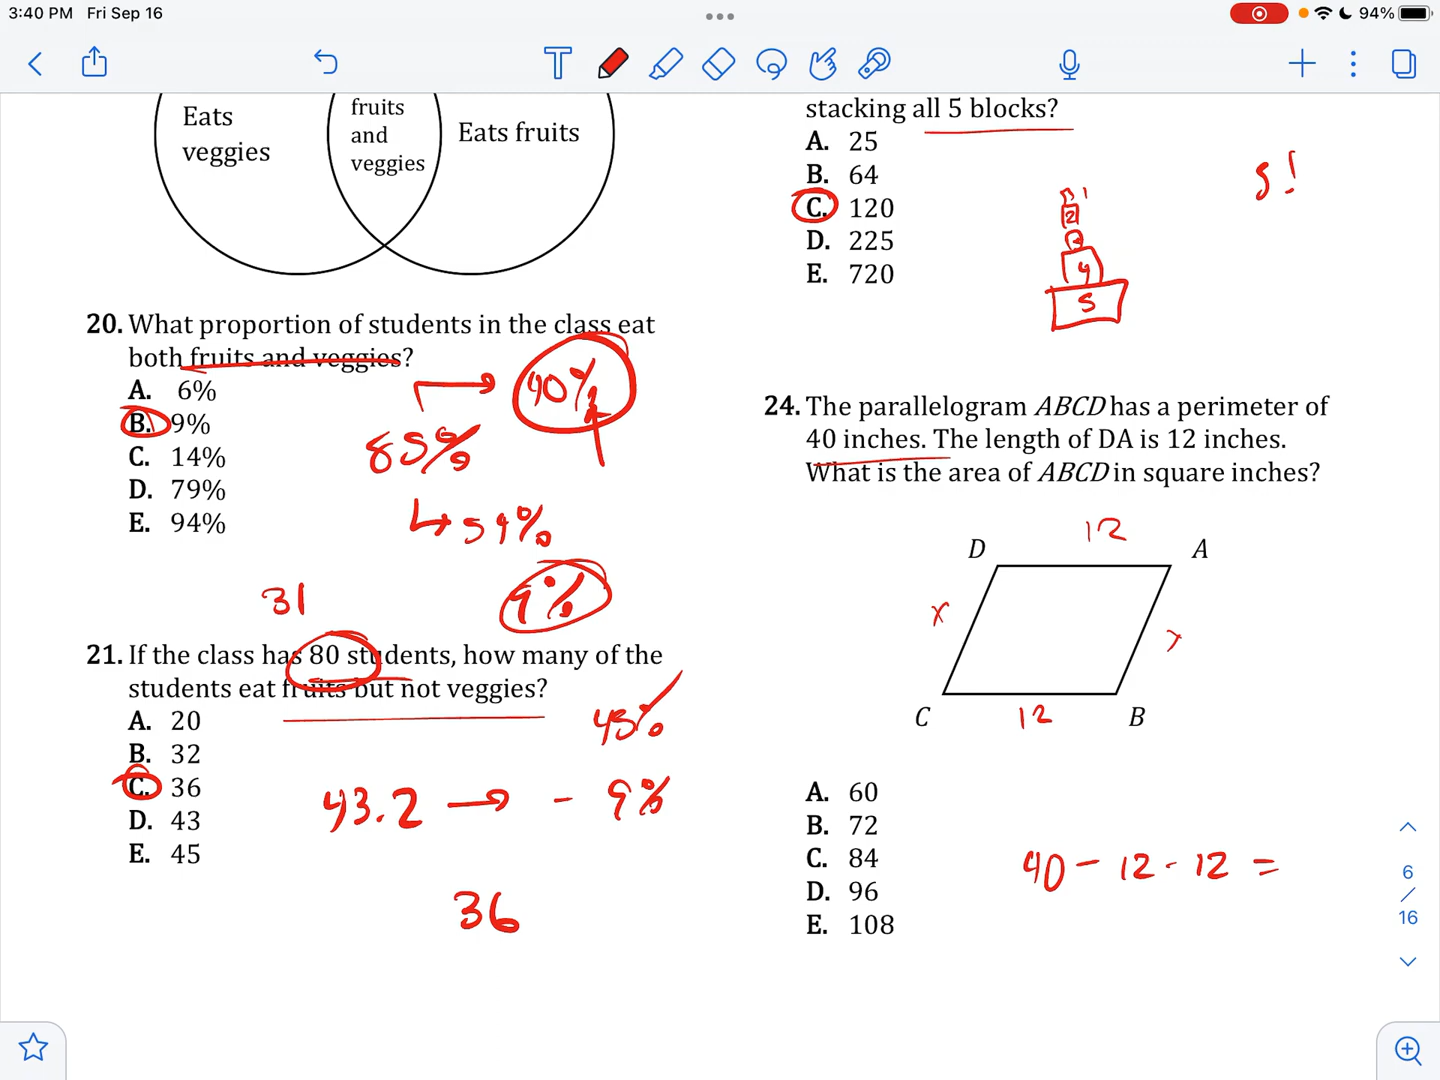 3:40 PM Fri Sep 16
94%
T
Eats
veggies
fruits
and
veggies
Eats fruits
20. What proportion of students in the class eat
both fruits and veggies?
A. 6%
B. 9%
C. 14%
D. 79%
E. 94%
40%
85%
54%
9%
31
21. If the class has 80 students, how many of the
students eat fruits but not veggies?
A. 20
B. 32
C. 36
D. 43
E. 45
45%
43.2
- 9%
36
stacking all 5 blocks?
A. 25
B. 64
C. 120
D. 225
E. 720
1
2
4
5
5!
24. The parallelogram ABCD has a perimeter of
40 inches. The length of DA is 12 inches.
What is the area of ABCD in square inches?
12
D
A
x
x
C
12
B
A. 60
B. 72
C. 84
D. 96
E. 108
40 - 12 - 12 =
6
/
16